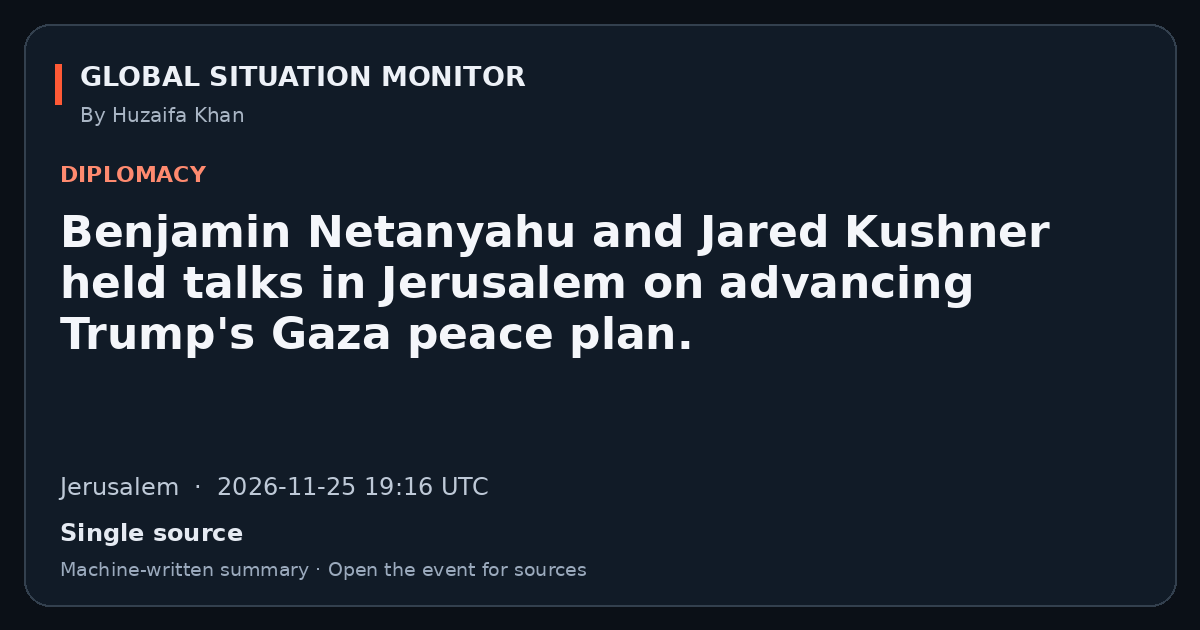 GLOBAL SITUATION MONITOR
By Huzaifa Khan
DIPLOMACY
Benjamin Netanyahu and Jared Kushner
held talks in Jerusalem on advancing
Trump's Gaza peace plan.
Jerusalem · 2026-11-25 19:16 UTC
Single source
Machine-written summary · Open the event for sources